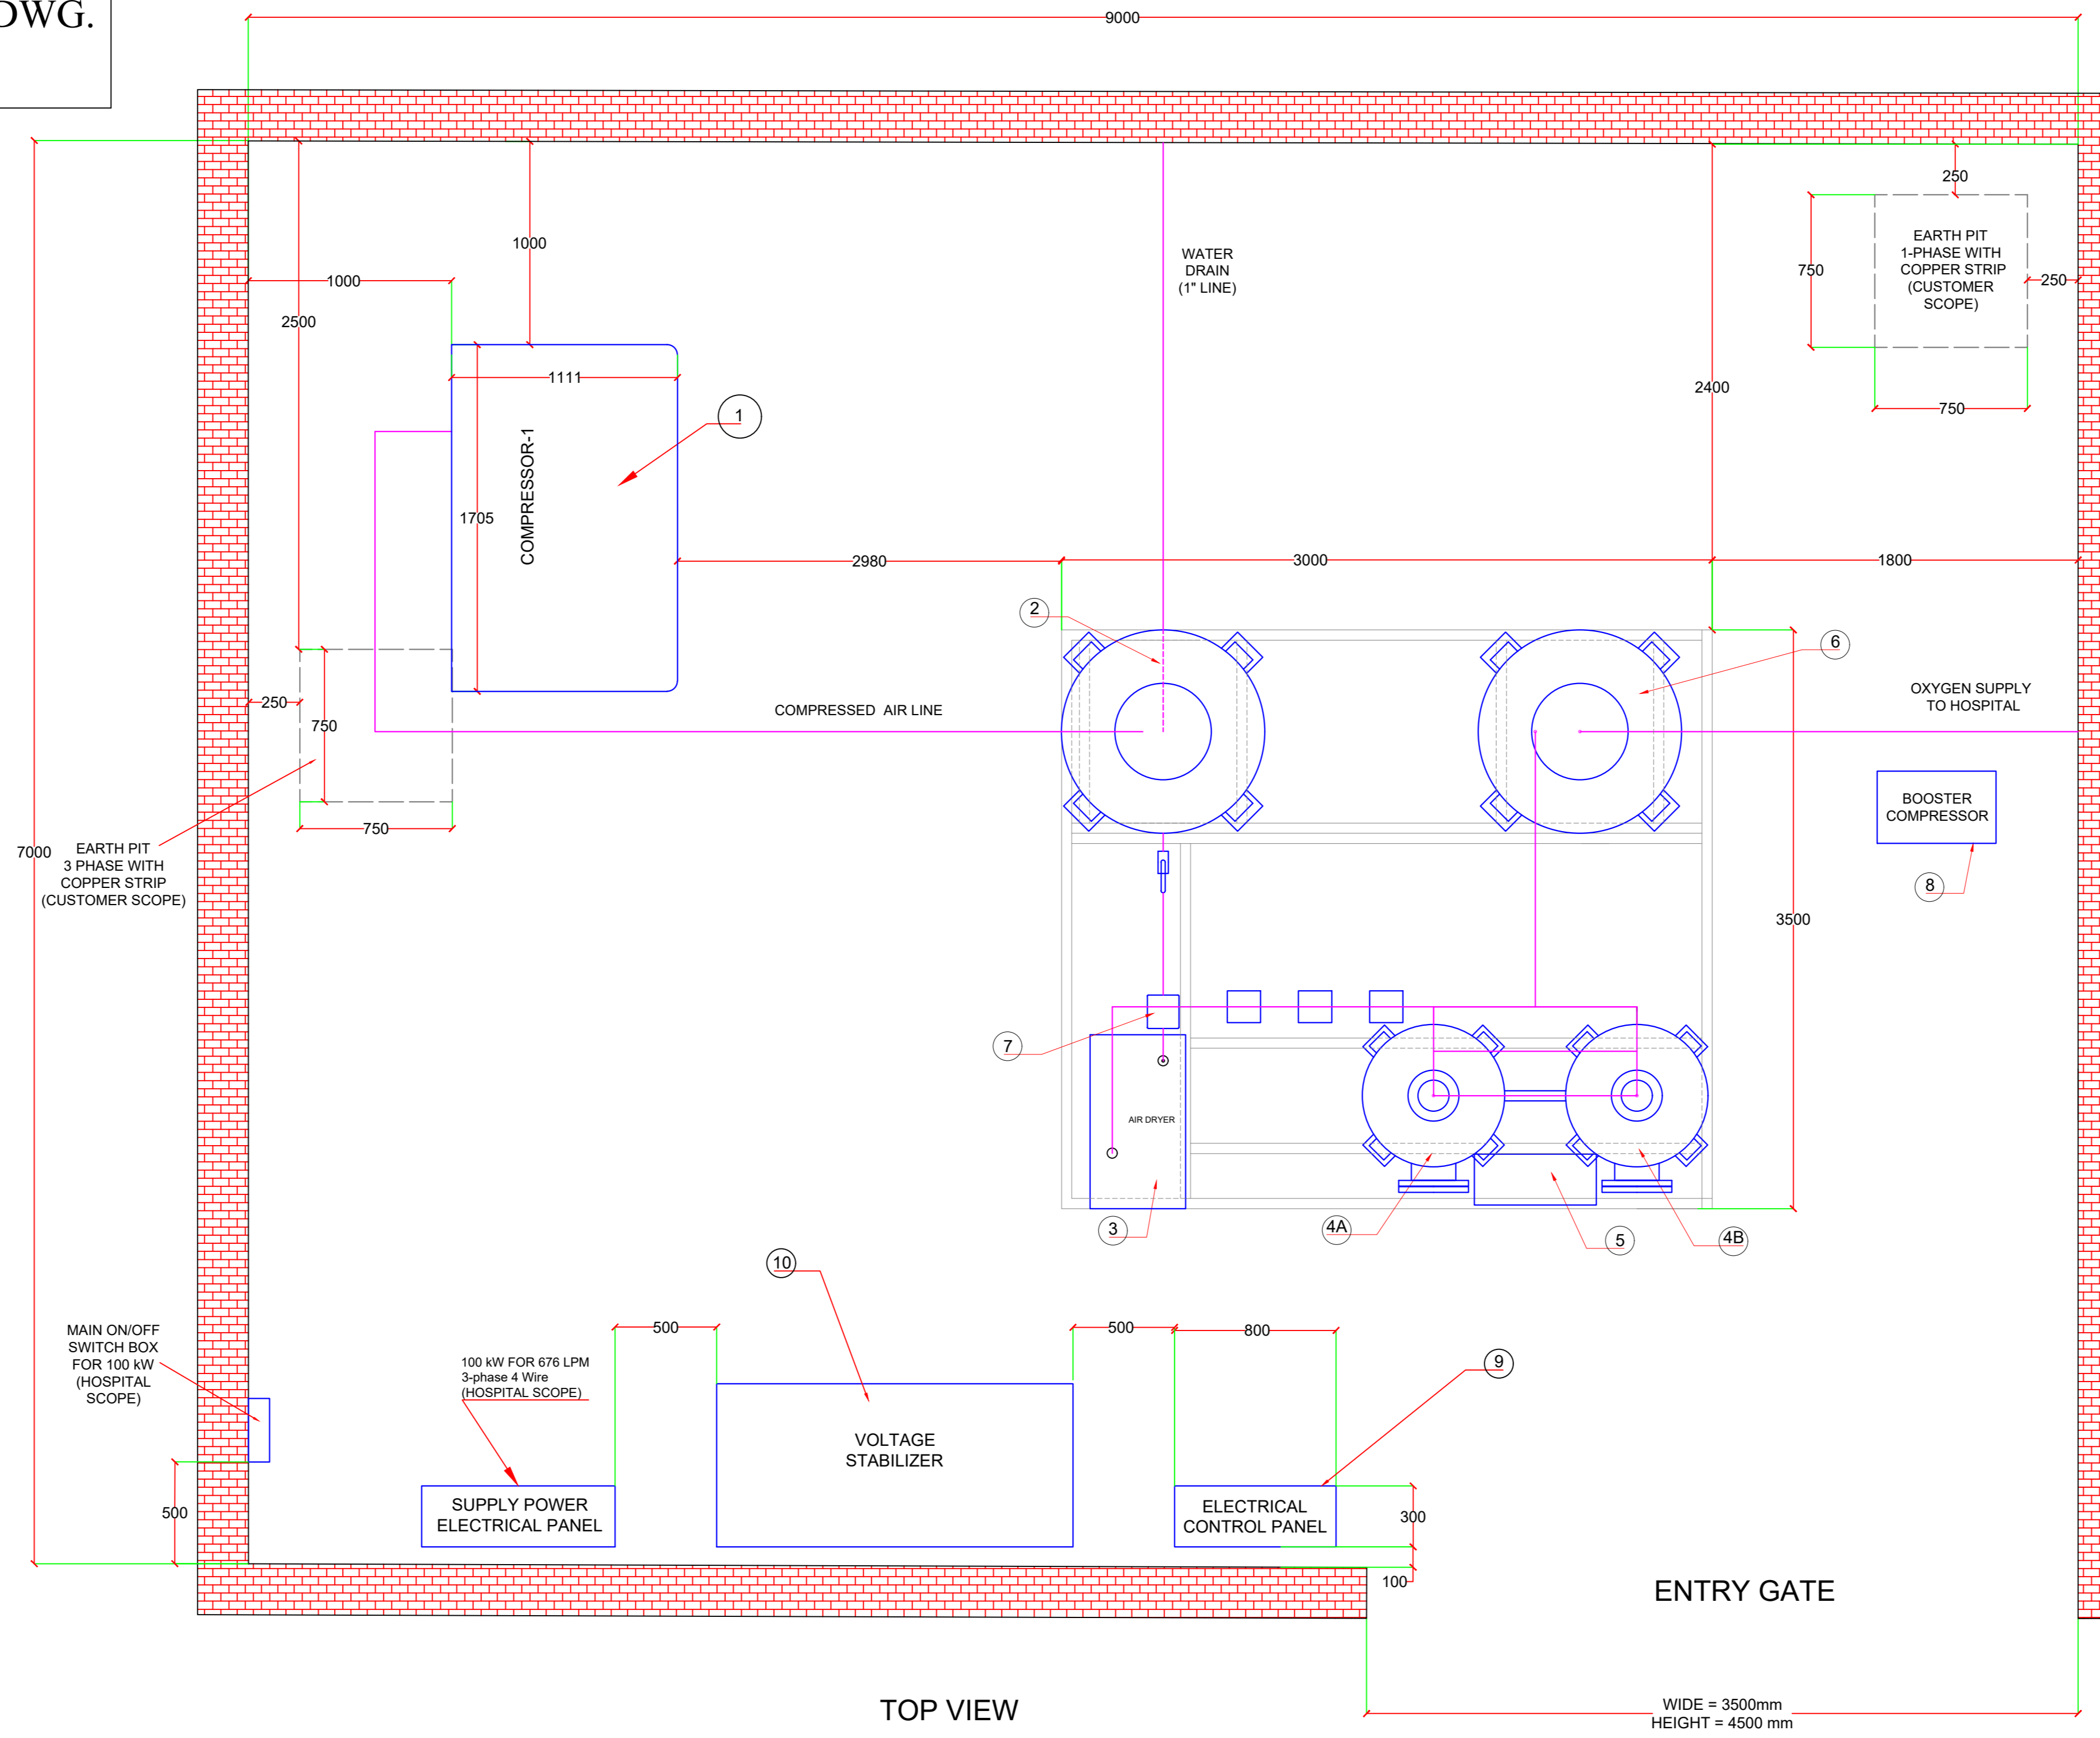 DWG.
9000
1000
250
EARTH PIT
1-PHASE WITH
COPPER STRIP
(CUSTOMER
SCOPE)
750
250
750
WATER
DRAIN
(1" LINE)
1000
2500
1111
2400
1
COMPRESSOR-1
1705
2980
3000
1800
2
6
OXYGEN SUPPLY
TO HOSPITAL
COMPRESSED AIR LINE
250
750
750
BOOSTER
COMPRESSOR
8
7000
EARTH PIT
3 PHASE WITH
COPPER STRIP
(CUSTOMER SCOPE)
3500
7
AIR DRYER
3
4A
5
4B
10
MAIN ON/OFF
SWITCH BOX
FOR 100 kW
(HOSPITAL
SCOPE)
500
500
800
100 kW FOR 676 LPM
3-phase 4 Wire
(HOSPITAL SCOPE)
9
VOLTAGE
STABILIZER
SUPPLY POWER
ELECTRICAL PANEL
ELECTRICAL
CONTROL PANEL
500
300
100
ENTRY GATE
TOP VIEW
WIDE = 3500mm
HEIGHT = 4500 mm